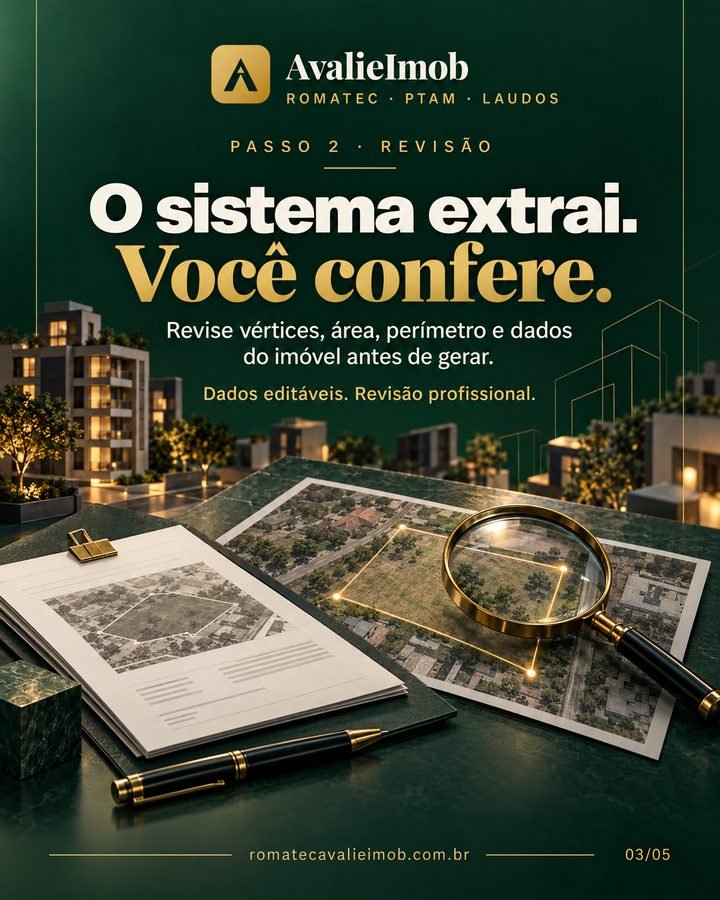 AvalieImob
ROMATEC · PTAM · LAUDOS
PASSO 2 · REVISÃO
O sistema extrai.
Você confere.
Revise vértices, área, perímetro e dados
do imóvel antes de gerar.
Dados editáveis. Revisão profissional.
romatecavalieimob.com.br
03/05